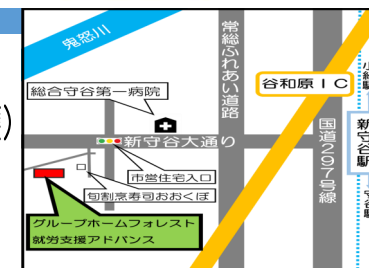 鬼怒川
常総ふれあい道路
総合守谷第一病院
谷和原IC
新守谷大通り
国道297号線
新守谷駅
市営住宅入口
旬割烹寿司おおくぼ
グループホームフォレスト
就労支援アドバンス